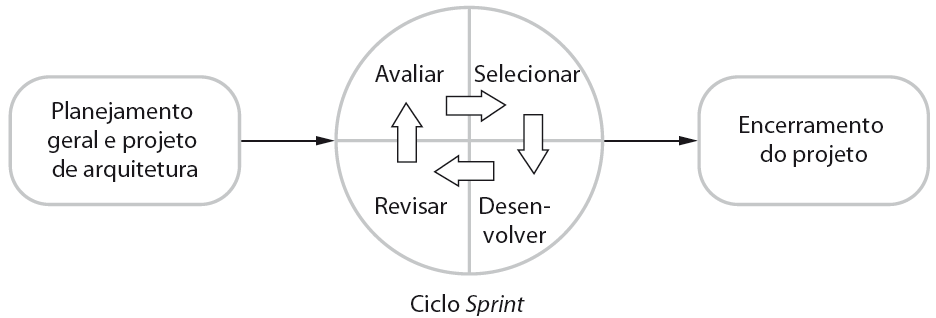 Planejamento
geral e projeto
de arquitetura
Avaliar
Selecionar
Revisar
Desen-
volver
Encerramento
do projeto
Ciclo Sprint